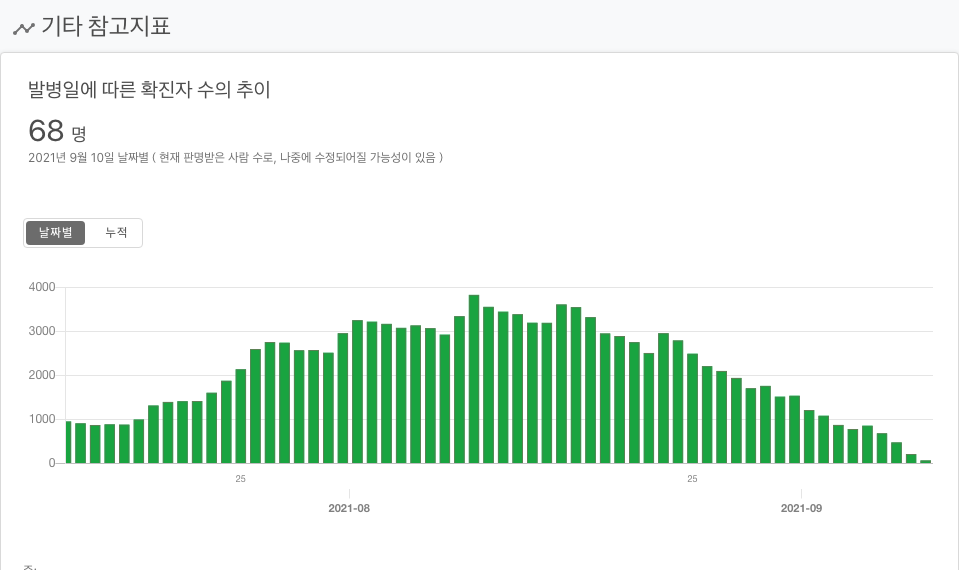 기타 참고지표
발병일에 따른 확진자 수의 추이
68 명
2021년 9월 10일 날짜별 ( 현재 판명받은 사람 수로, 나중에 수정되어질 가능성이 있음 )
날짜별 누적
4000
3000
2000
1000
0
25 25
2021-08 2021-09